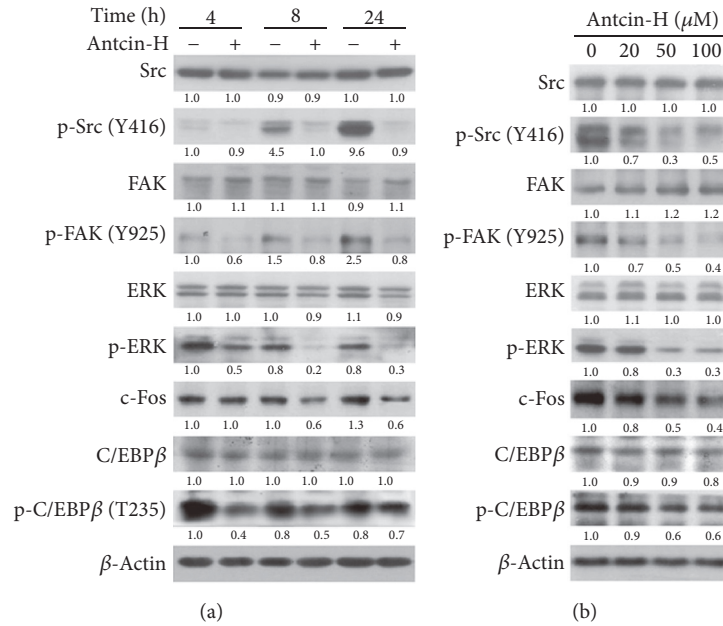 Time (h) 4 8 24
Antcin-H − + − + − +
Src
1.0 1.0 0.9 0.9 1.0 1.0
p-Src (Y416)
1.0 0.9 4.5 1.0 9.6 0.9
FAK
1.0 1.1 1.1 1.1 0.9 1.1
p-FAK (Y925)
1.0 0.6 1.5 0.8 2.5 0.8
ERK
1.0 1.0 1.0 0.9 1.1 0.9
p-ERK
1.0 0.5 0.8 0.2 0.8 0.3
c-Fos
1.0 1.0 1.0 0.6 1.3 0.6
C/EBPβ
1.0 1.0 1.0 1.0 1.0 1.0
p-C/EBPβ (T235)
1.0 0.4 0.8 0.5 0.8 0.7
β-Actin
(a)
Antcin-H (μM)
0 20 50 100
Src
1.0 1.0 1.0 1.0
p-Src (Y416)
1.0 0.7 0.3 0.5
FAK
1.0 1.1 1.2 1.2
p-FAK (Y925)
1.0 0.7 0.5 0.4
ERK
1.0 1.1 1.0 1.0
p-ERK
1.0 0.8 0.3 0.3
c-Fos
1.0 0.8 0.5 0.4
C/EBPβ
1.0 0.9 0.9 0.8
p-C/EBPβ
1.0 0.9 0.6 0.6
β-Actin
(b)